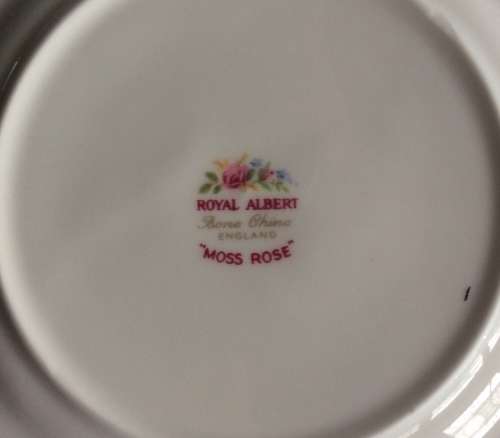 ROYAL ALBERT
Bone China
ENGLAND
"MOSS ROSE"